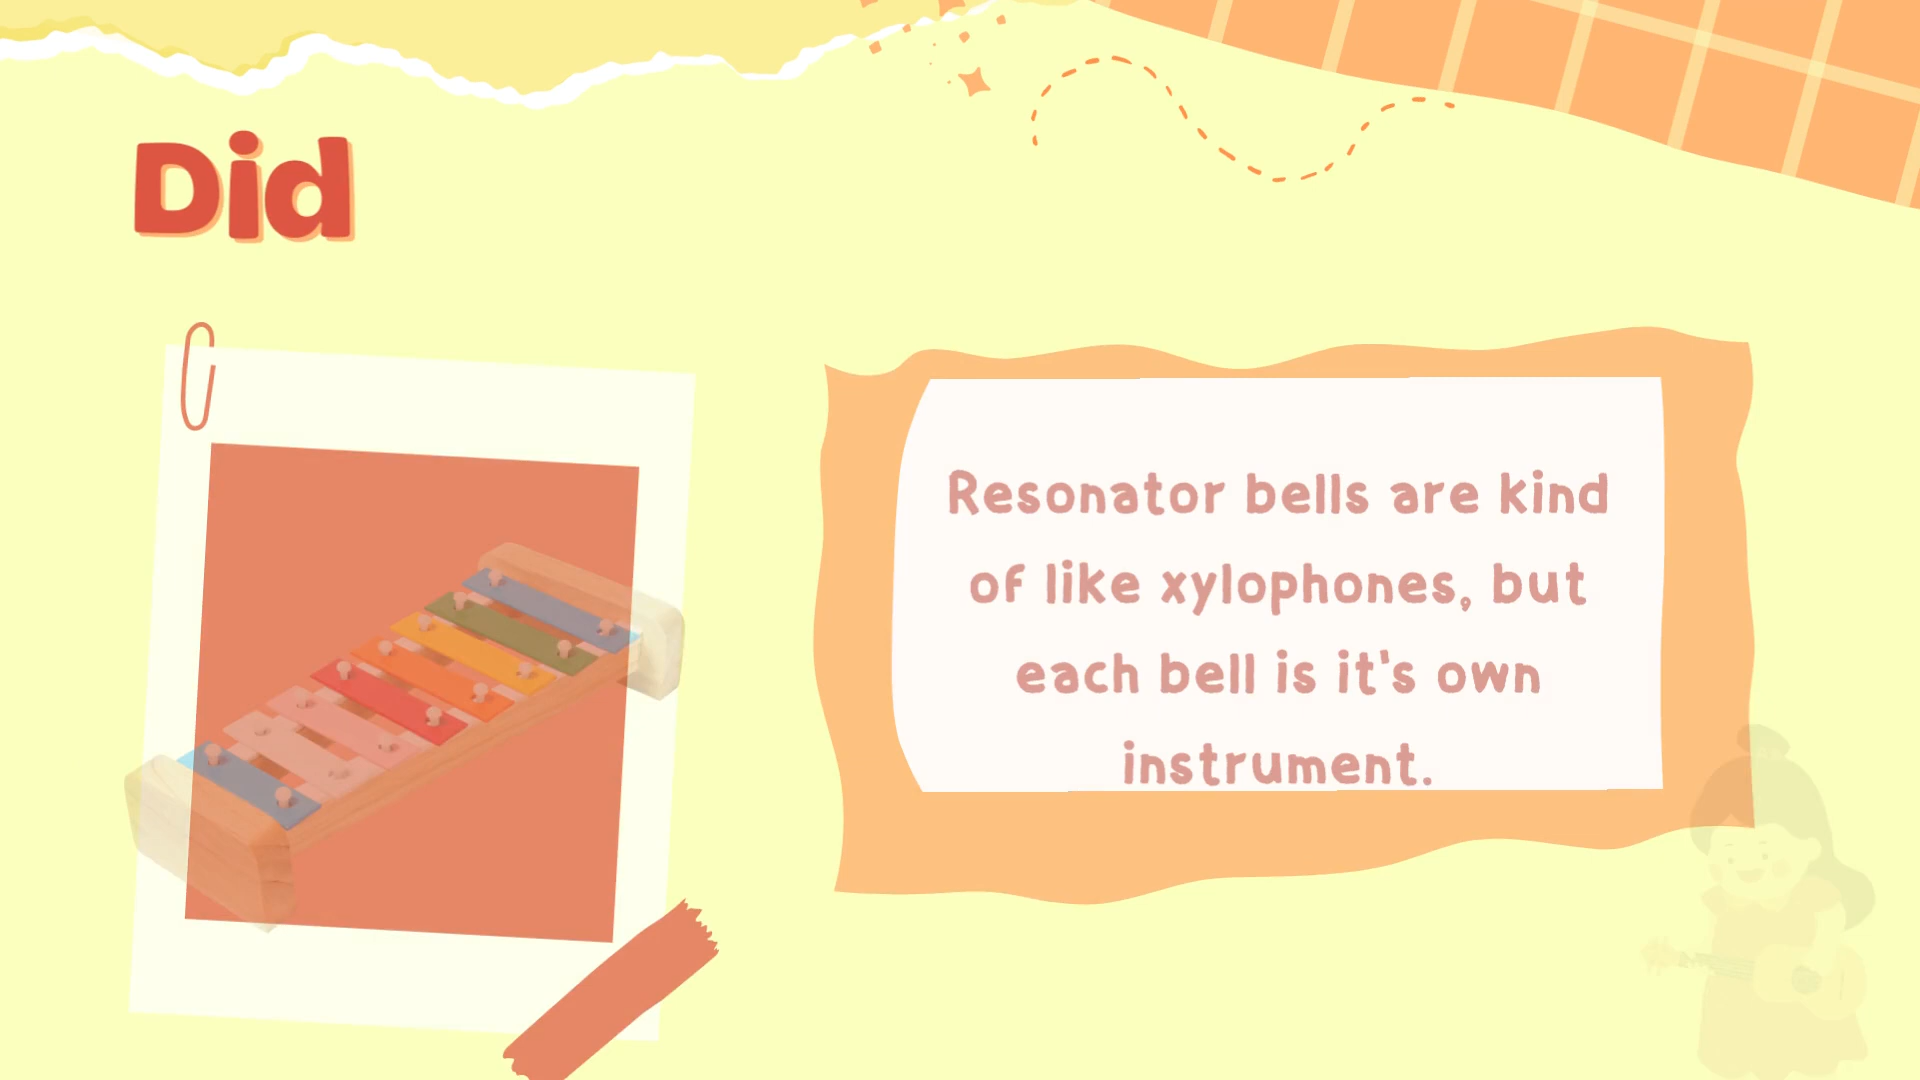 Did
Resonator bells are kind
of like xylophones, but
each bell is it's own
instrument.